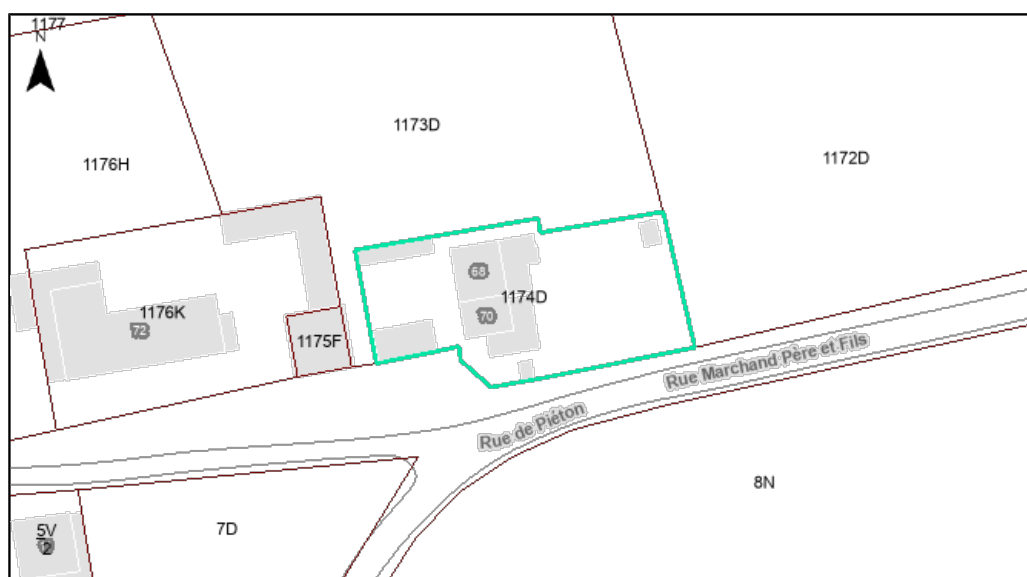 1177
N
1173D
1172D
1176H
68
1174D
70
1176K
72
1175F
Rue Marchand Père et Fils
Rue de Piéton
8N
7D
5V
2